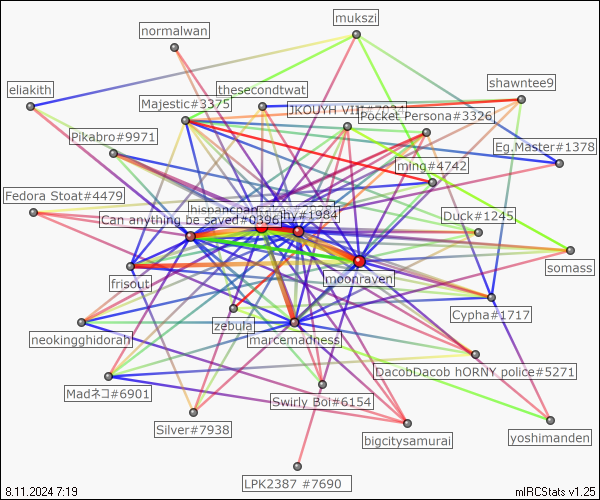 mukszi
normalwan
shawntee9
eliakith
thesecondtwat
Majestic#3375
JKOUYH VIII#7034
Pocket Persona#3326
Pikabro#9971
Eg.Master#1378
ming#4742
Fedora Stoat#4479
Can anything be saved#0396
hy#1984
Duck#1245
somass
frisout
moonraven
Cypha#1717
zebula
marcemadness
neokingghidorah
DacobDacob hORNY police#5271
Madネコ#6901
Swirly Boi#6154
Silver#7938
bigcitysamurai
yoshimanden
LPK2387 #7690
8.11.2024 7:19
mIRCStats v1.25